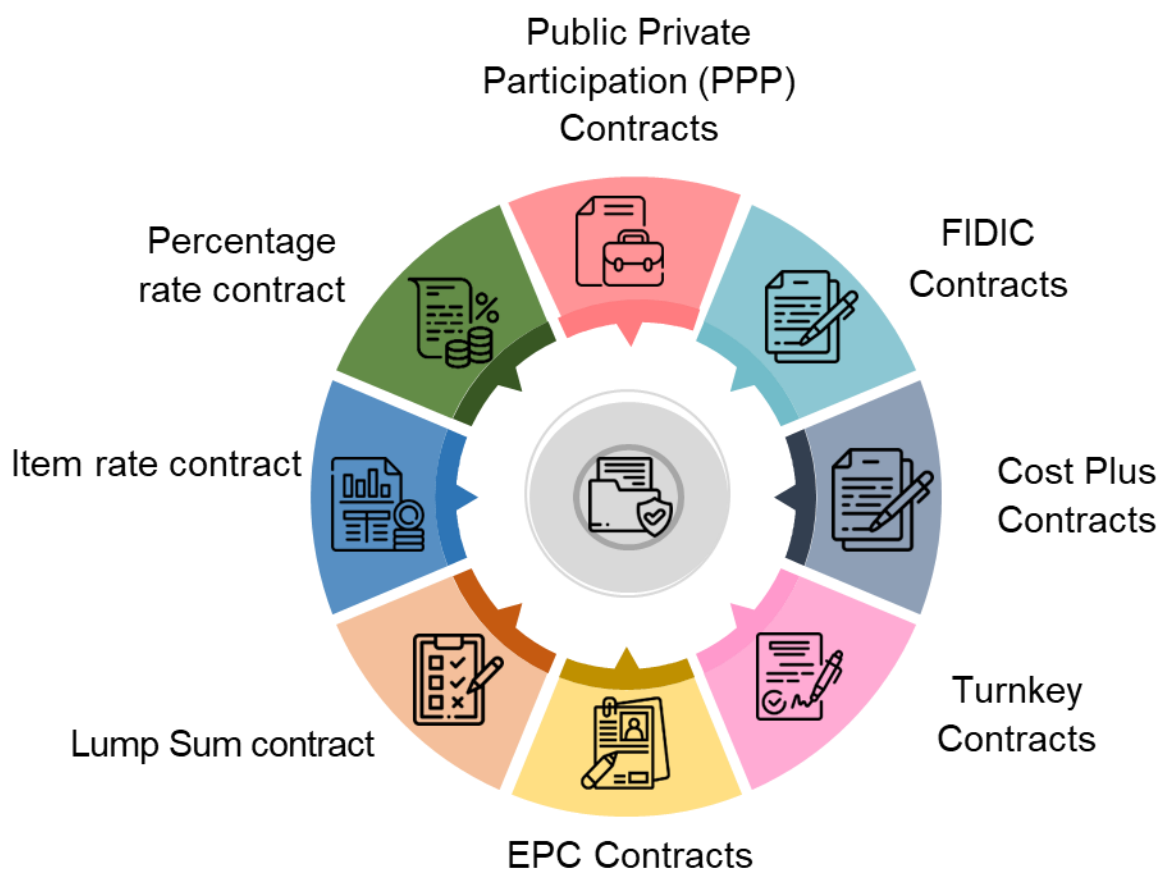 Public Private
Participation (PPP)
Contracts
FIDIC
Contracts
Cost Plus
Contracts
Turnkey
Contracts
EPC Contracts
Lump Sum contract
Item rate contract
Percentage
rate contract
%